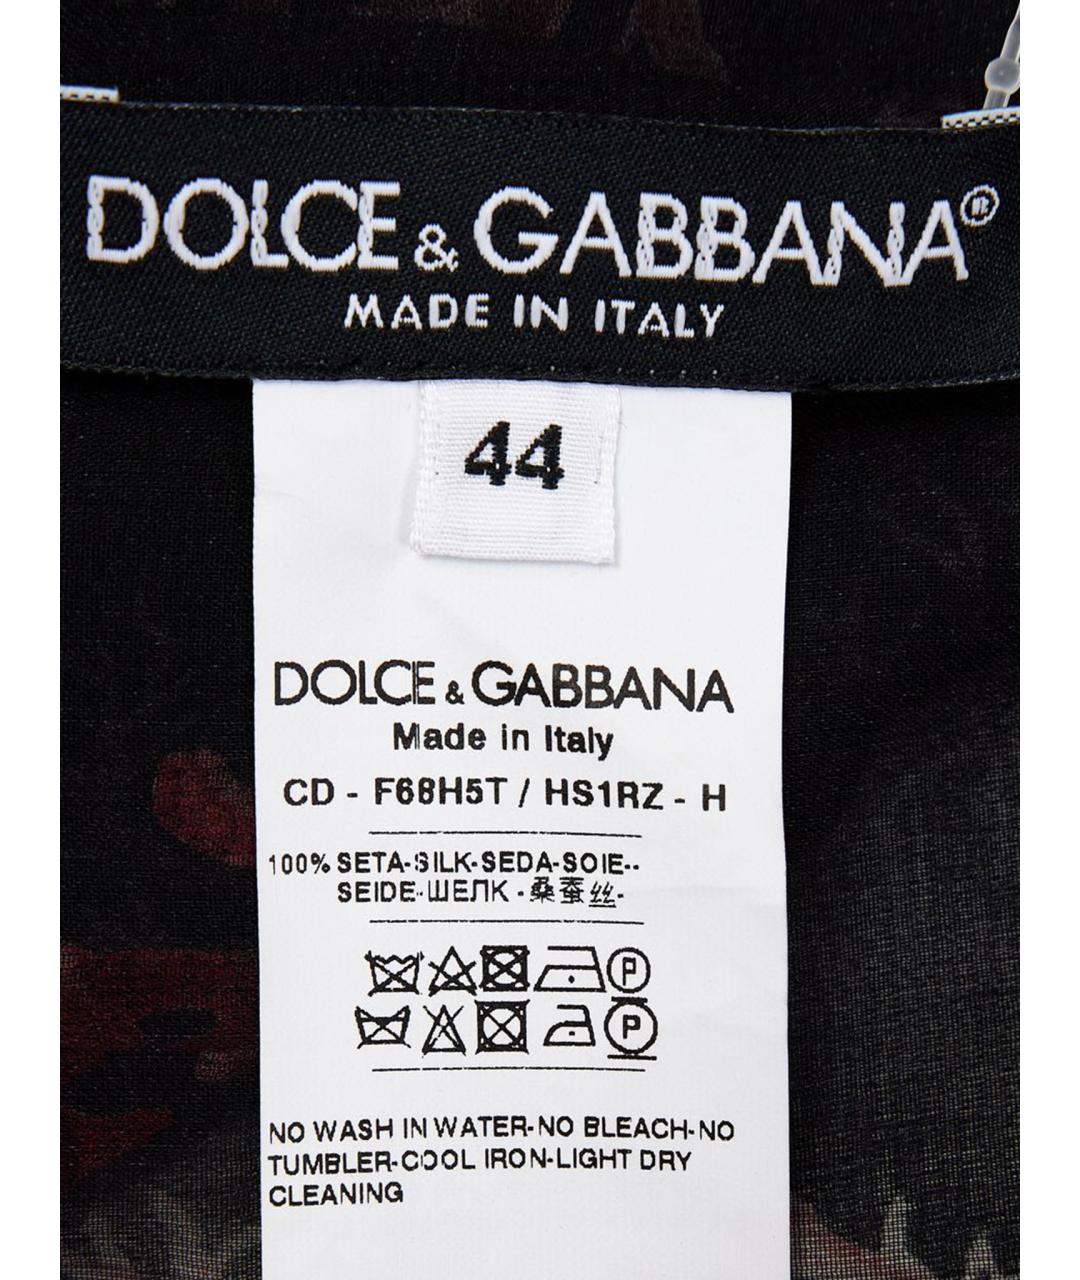 DOLCE & GABBANA®
MADE IN ITALY
44
DOLCE & GABBANA
Made in Italy
CD - F68H5T / HS1RZ - H
100% SETA-SILK-SEDA-SOIE--
SEIDE-ШЕЛК-桑蚕丝-
P
P
NO WASH IN WATER-NO BLEACH-NO
TUMBLER-COOL IRON-LIGHT DRY
CLEANING